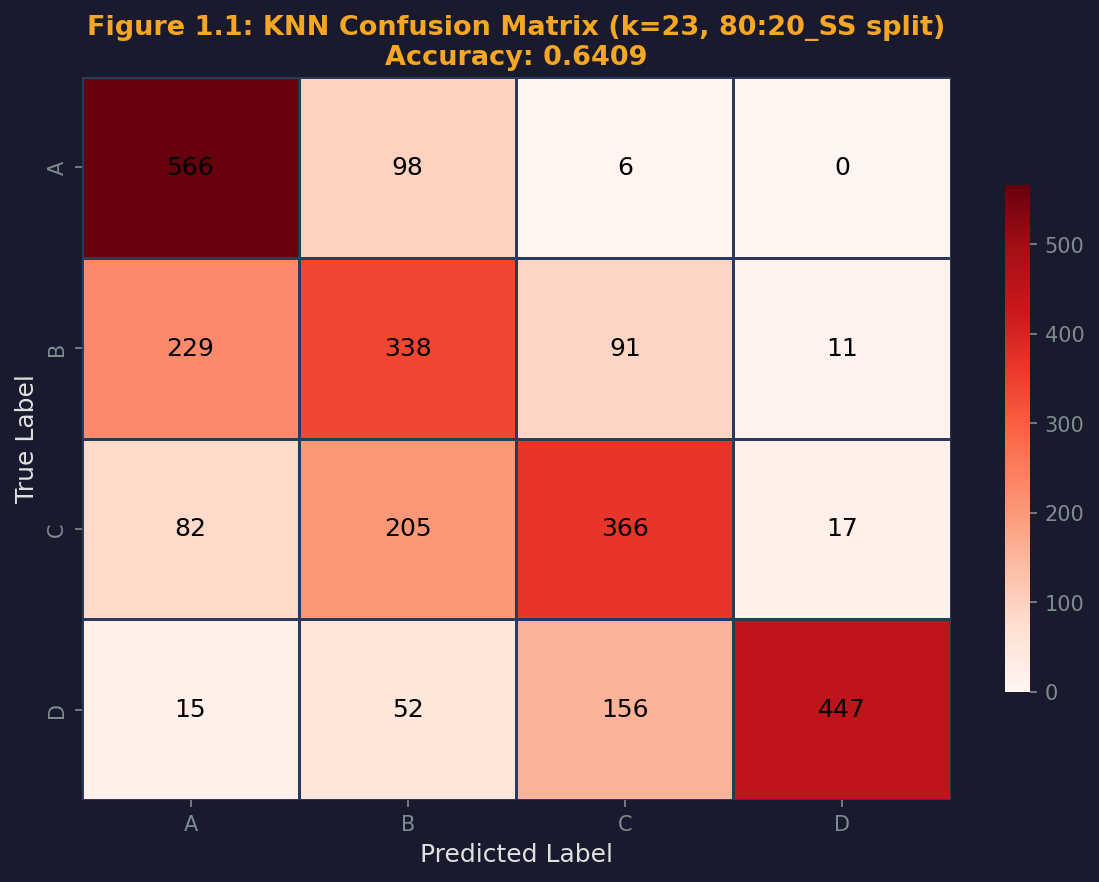 Figure 1.1: KNN Confusion Matrix (k=23, 80:20_SS split)
Accuracy: 0.6409
True Label
A
566 98 6 0
B
229 338 91 11
C
82 205 366 17
D
15 52 156 447
A B C D
Predicted Label
500
400
300
200
100
0